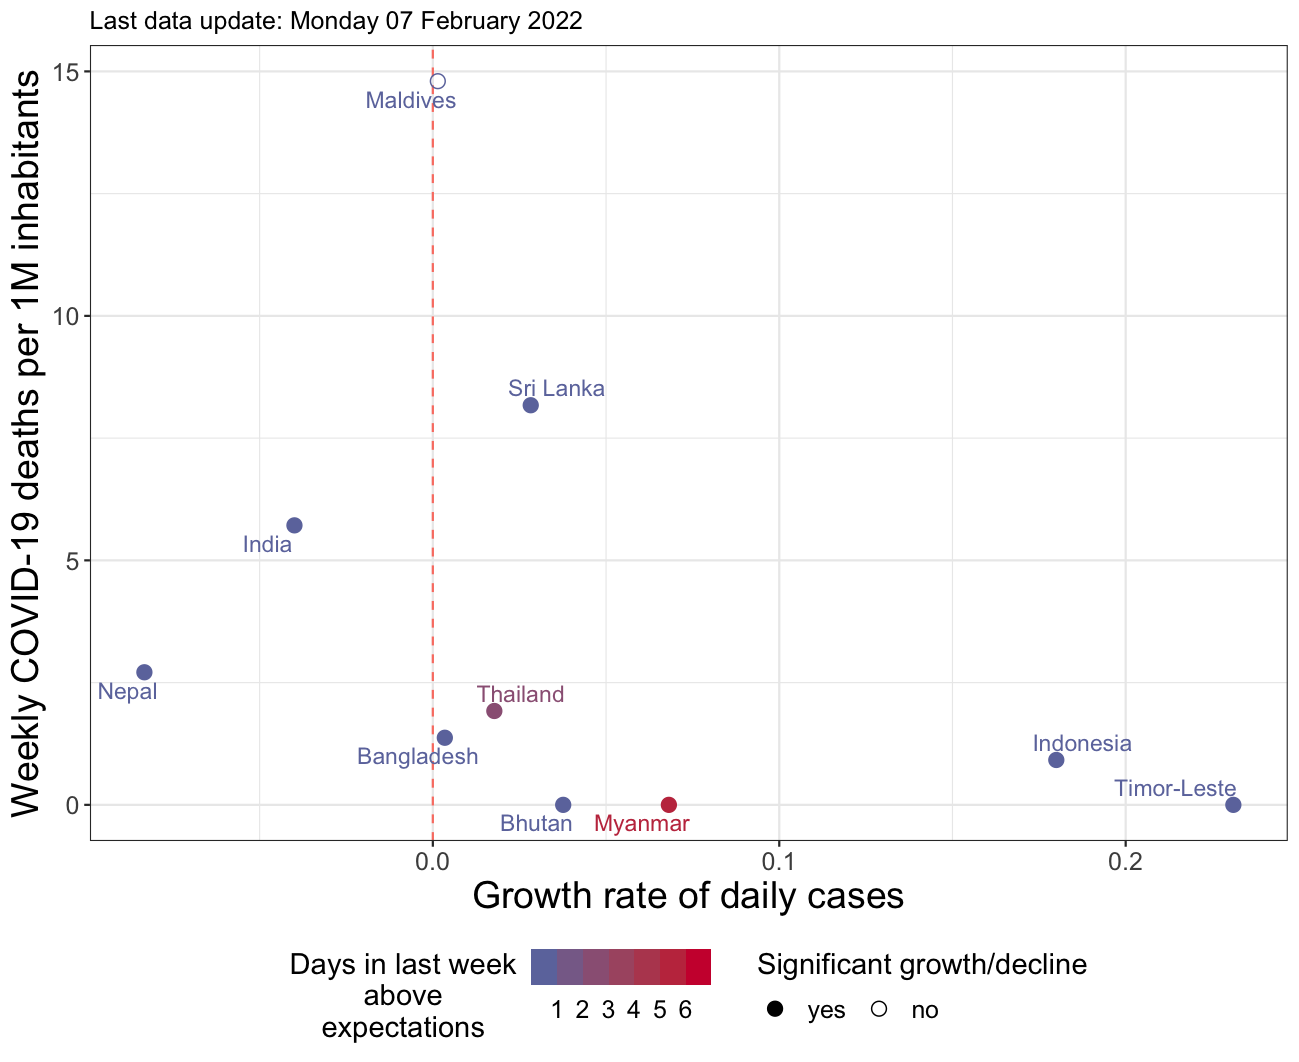 Last data update: Monday 07 February 2022
Weekly COVID-19 deaths per 1M inhabitants
15
10
5
0
Maldives
Sri Lanka
India
Nepal
Thailand
Bangladesh
Indonesia
Timor-Leste
Bhutan
Myanmar
0.0
0.1
0.2
Growth rate of daily cases
Days in last week
above
expectations
1 2 3 4 5 6
Significant growth/decline
yes
no